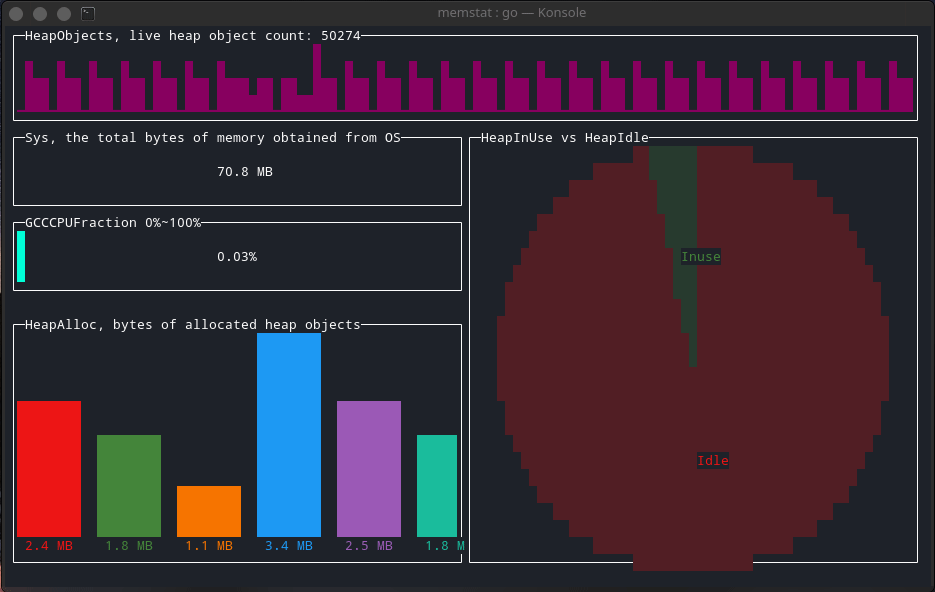 memstat : go — Konsole
HeapObjects, live heap object count: 50274
Sys, the total bytes of memory obtained from OS
70.8 MB
GCCCPUFraction 0%~100%
0.03%
HeapAlloc, bytes of allocated heap objects
2.4 MB 1.8 MB 1.1 MB 3.4 MB 2.5 MB 1.8 M
HeapInUse vs HeapIdle
Inuse
Idle